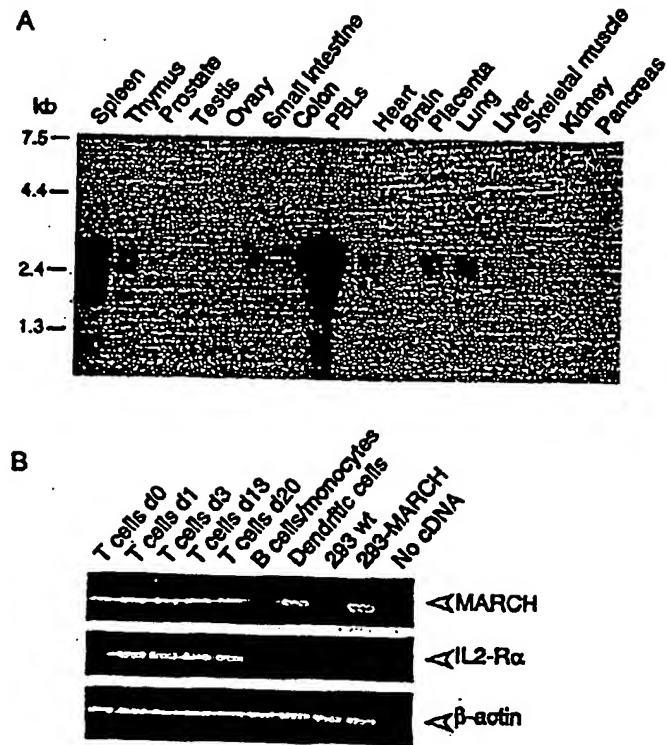 A
kb
Spleen
Thymus
Prostate
Testis
Ovary
Small intestine
Colon
PBLs
Heart
Brain
Placenta
Lung
Liver
Skeletal muscle
Kidney
Pancreas
7.5
4.4
2.4
1.3
B
T cells d0
T cells d1
T cells d3
T cells d13
T cells d20
B cells/monocytes
Dendritic cells
293 wt
293-MARCH
No cDNA
MARCH
IL2-Rα
β-actin